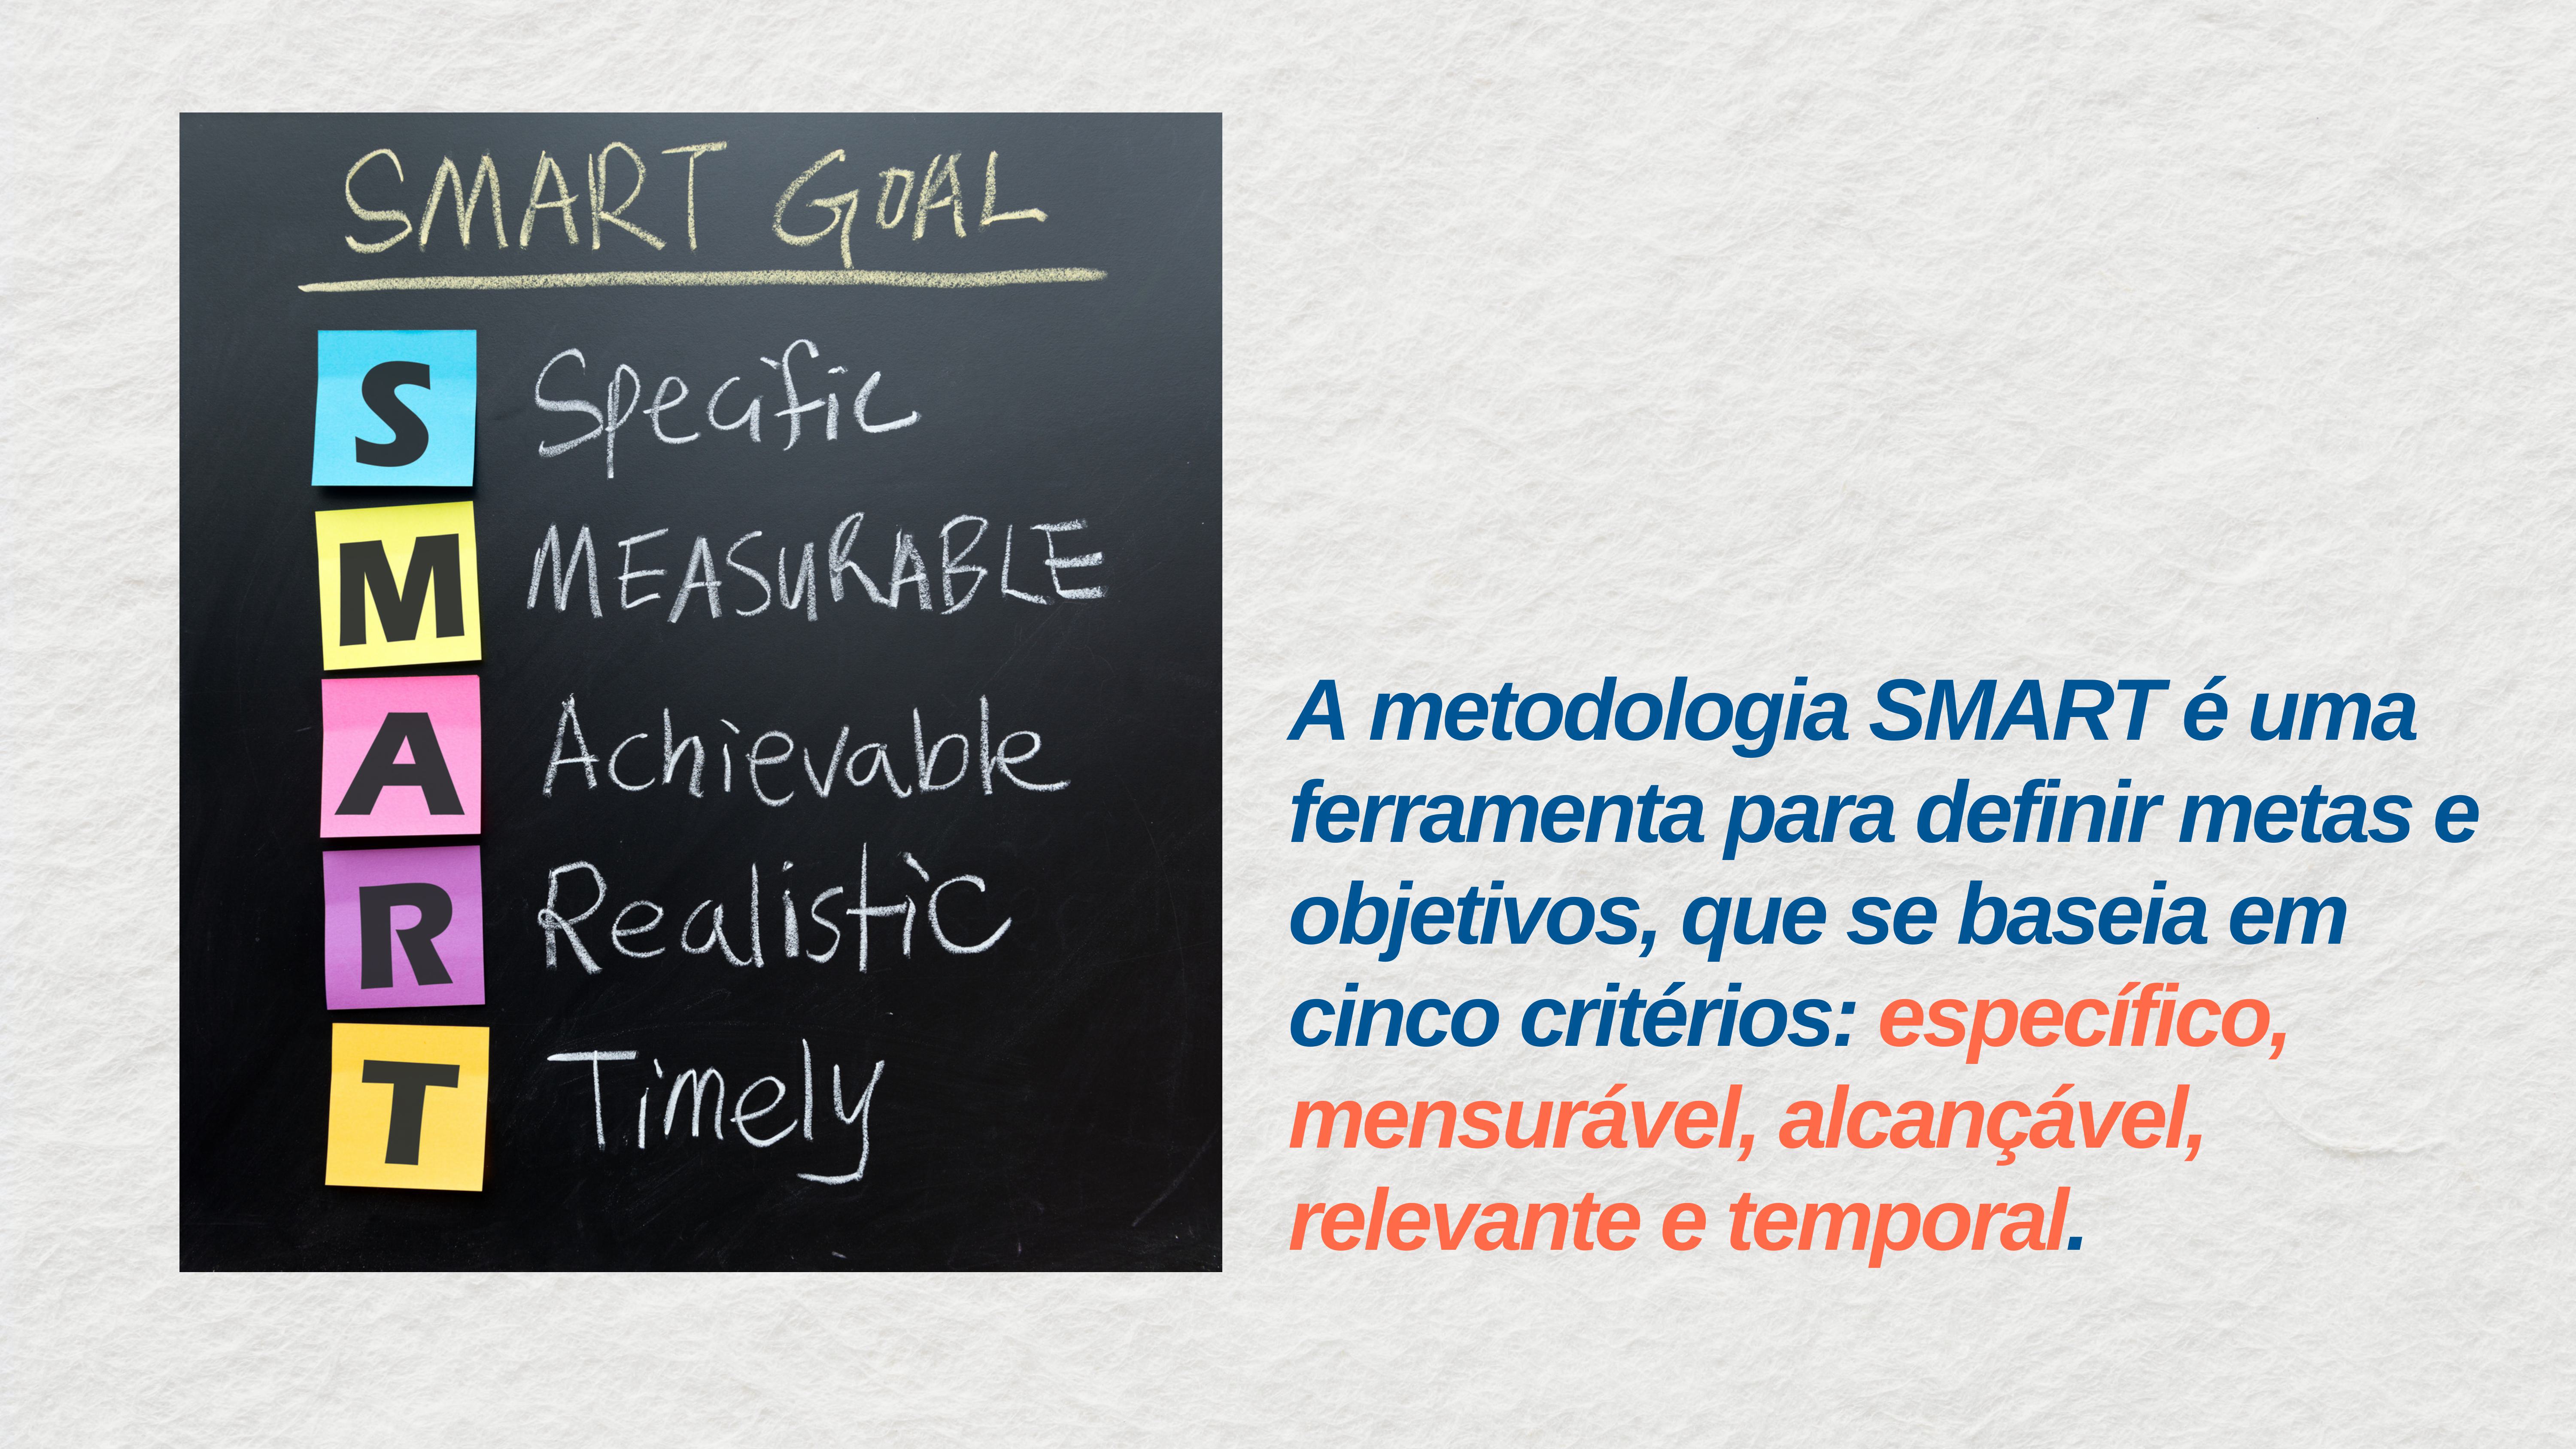 SMART GOAL
S Specific
M MEASURABLE
A Achievable
R Realistic
T Timely
A metodologia SMART é uma
ferramenta para definir metas e
objetivos, que se baseia em
cinco critérios: específico,
mensurável, alcançável,
relevante e temporal.